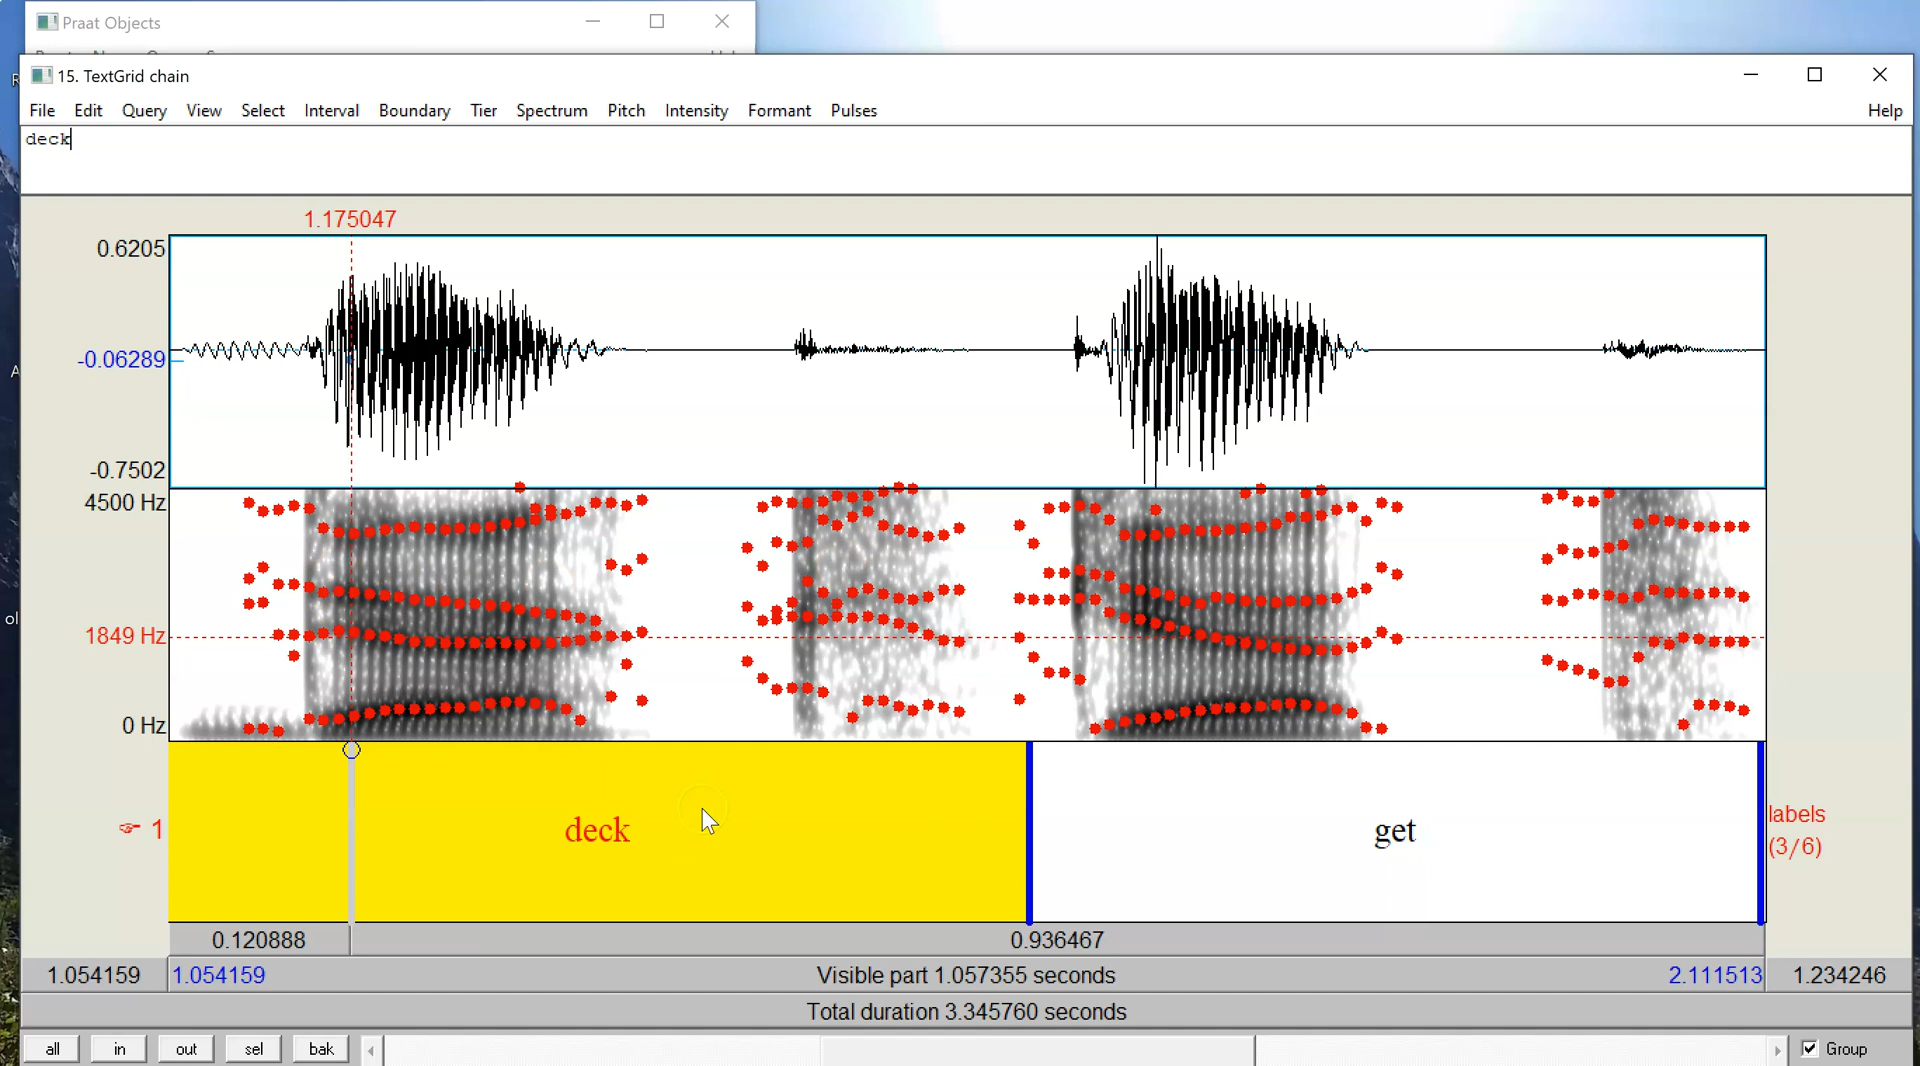 Praat Objects
15. TextGrid chain
File Edit Query View Select Interval Boundary Tier Spectrum Pitch Intensity Formant Pulses Help
deck
1.175047
0.6205
-0.06289
-0.7502
4500 Hz
1849 Hz
0 Hz
☞ 1 deck get labels
(3/6)
0.120888 0.936467
1.054159 1.054159 Visible part 1.057355 seconds 2.111513 1.234246
Total duration 3.345760 seconds
all in out sel bak Group